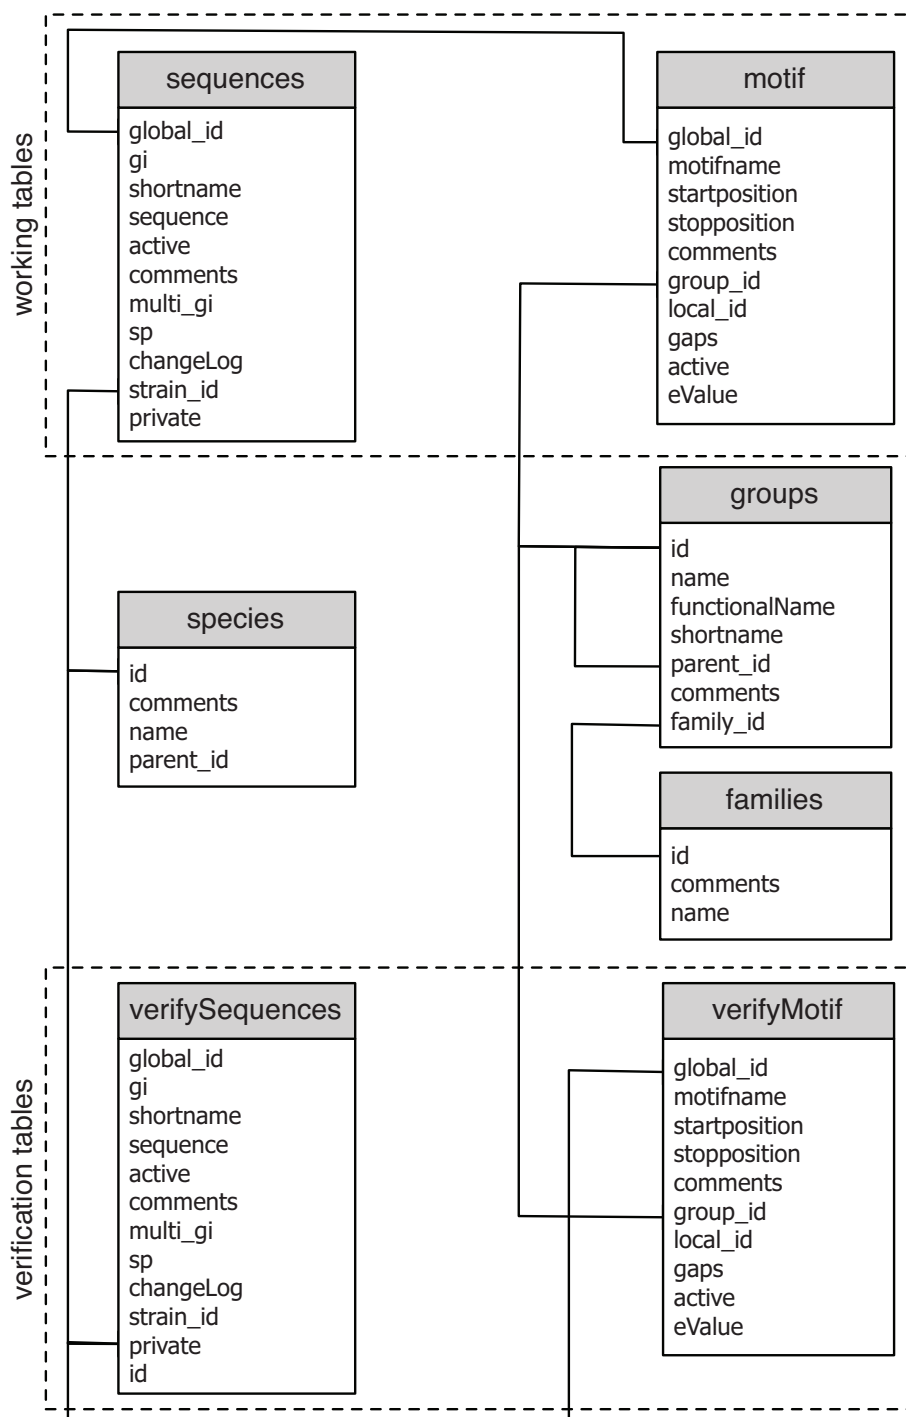 working tables
sequences
global_id
gi
shortname
sequence
active
comments
multi_gi
sp
changeLog
strain_id
private
motif
global_id
motifname
startposition
stopposition
comments
group_id
local_id
gaps
active
eValue
species
id
comments
name
parent_id
groups
id
name
functionalName
shortname
parent_id
comments
family_id
families
id
comments
name
verification tables
verifySequences
global_id
gi
shortname
sequence
active
comments
multi_gi
sp
changeLog
strain_id
private
id
verifyMotif
global_id
motifname
startposition
stopposition
comments
group_id
local_id
gaps
active
eValue